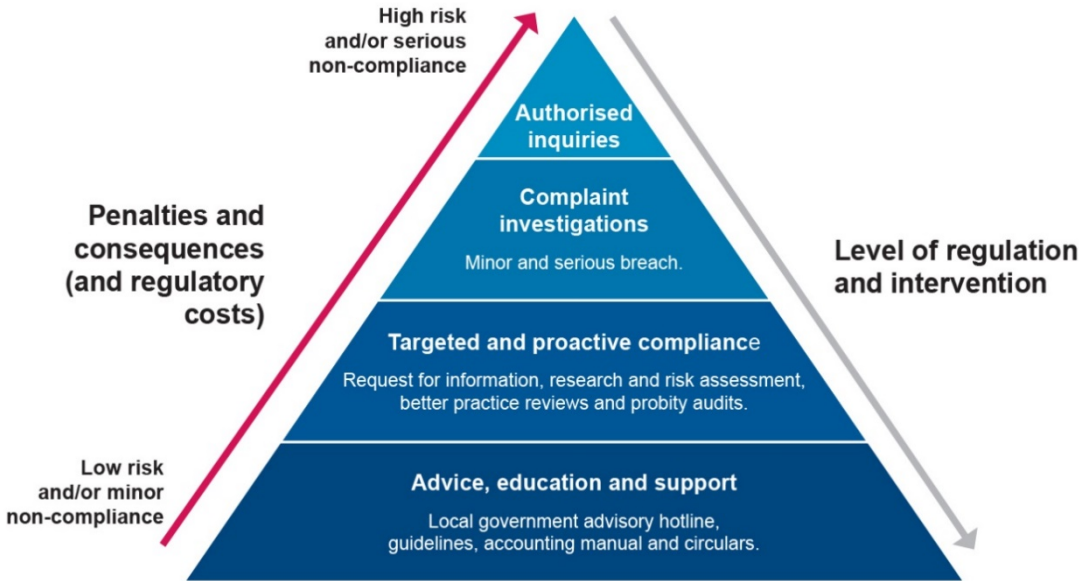 High risk
and/or serious
non-compliance
Authorised
inquiries
Complaint
investigations
Minor and serious breach.
Penalties and
consequences
(and regulatory
costs)
Level of regulation
and intervention
Targeted and proactive compliance
Request for information, research and risk assessment,
better practice reviews and probity audits.
Low risk
and/or minor
non-compliance
Advice, education and support
Local government advisory hotline,
guidelines, accounting manual and circulars.